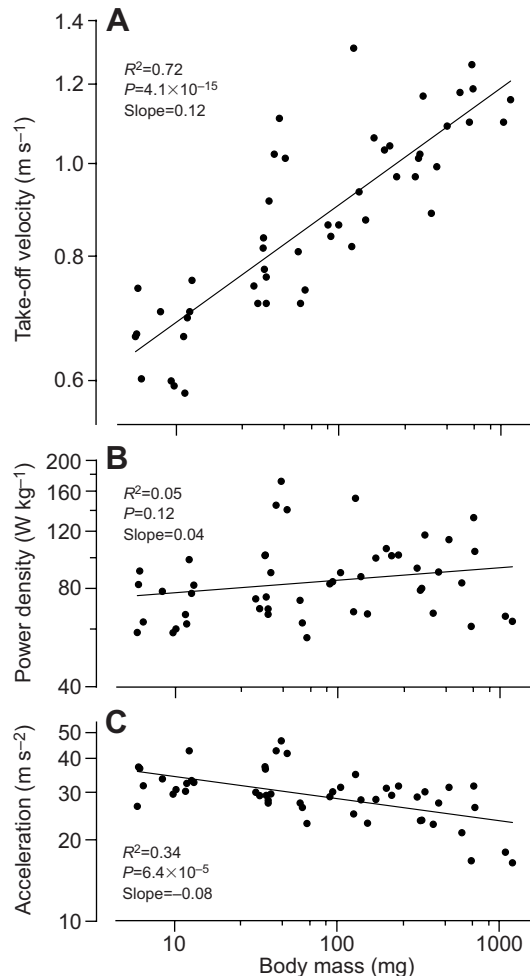 A
1.4
1.2
1.0
0.8
0.6
Take-off velocity (m s–1)
R2=0.72
P=4.1×10–15
Slope=0.12
B
200
160
120
80
40
Power density (W kg–1)
R2=0.05
P=0.12
Slope=0.04
C
50
40
30
20
10
Acceleration (m s–2)
R2=0.34
P=6.4×10–5
Slope=–0.08
10
100
1000
Body mass (mg)